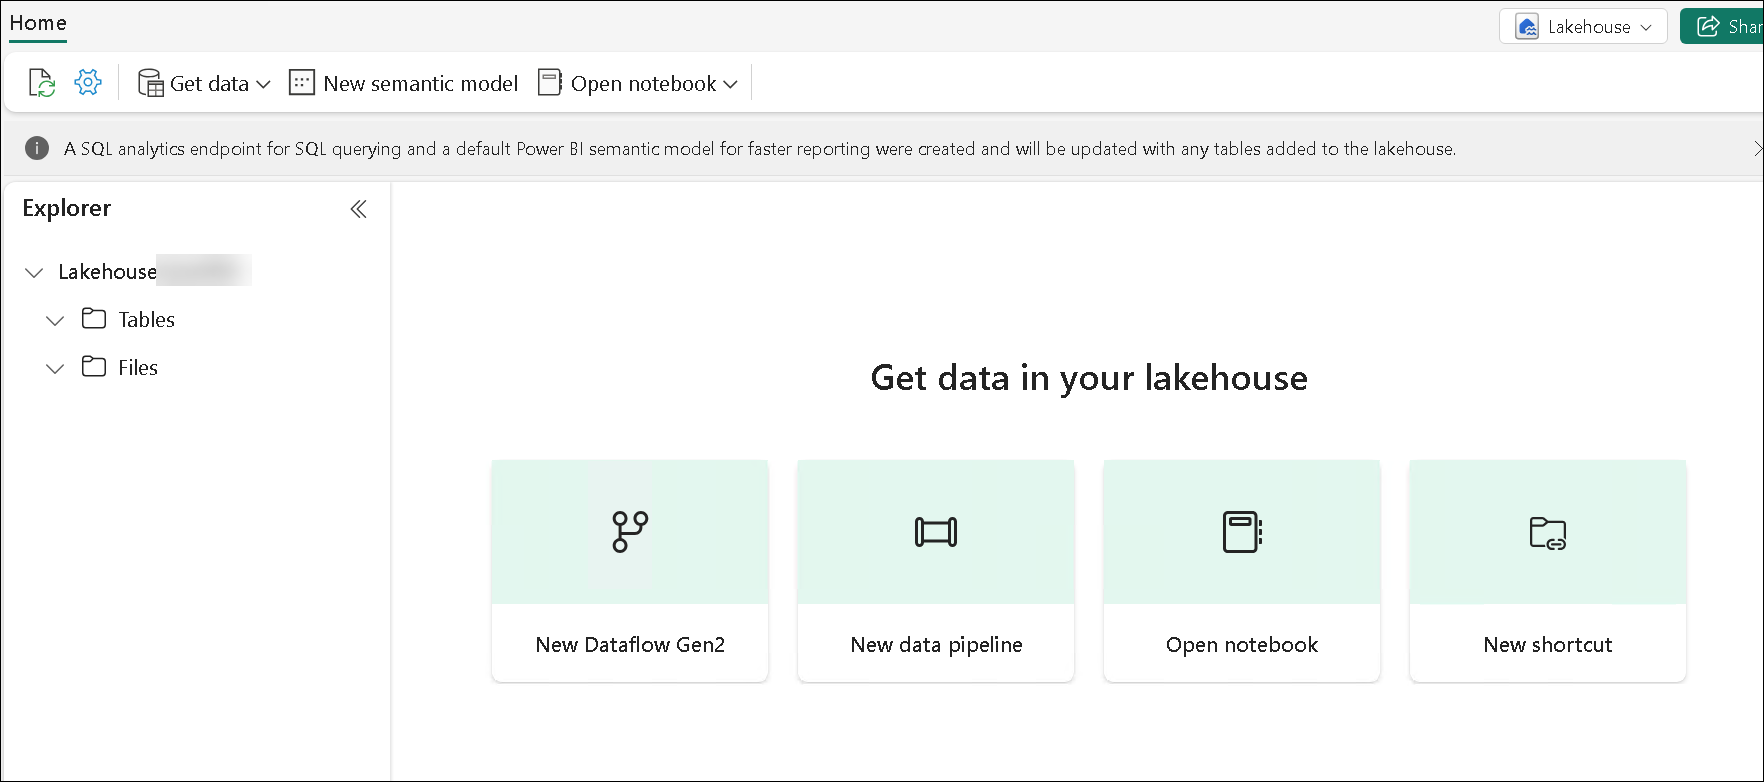 Home
Lakehouse
Shar
Get data
New semantic model
Open notebook
A SQL analytics endpoint for SQL querying and a default Power BI semantic model for faster reporting were created and will be updated with any tables added to the lakehouse.
Explorer
Lakehouse
Tables
Files
Get data in your lakehouse
New Dataflow Gen2
New data pipeline
Open notebook
New shortcut